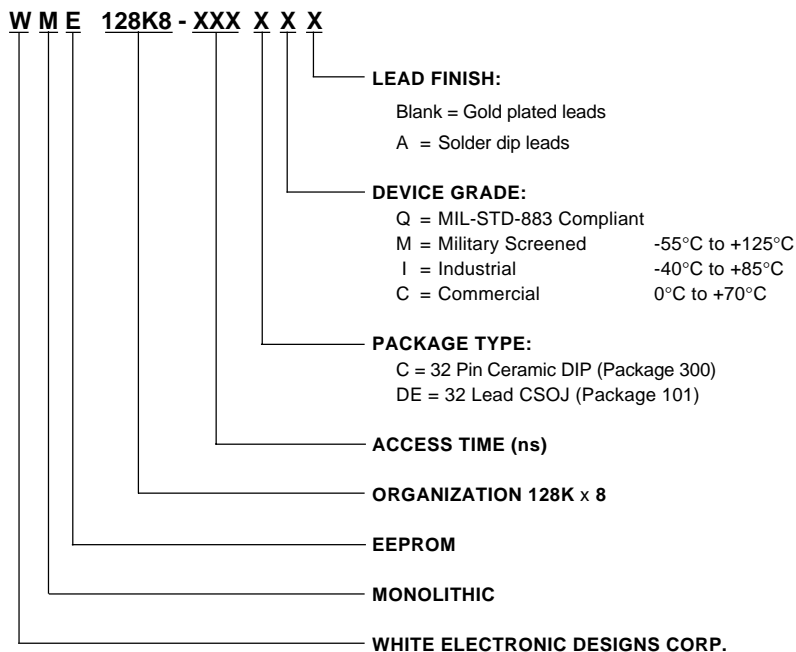 W M E 128K8 - XXX X X X
LEAD FINISH:
Blank = Gold plated leads
A = Solder dip leads
DEVICE GRADE:
Q = MIL-STD-883 Compliant
M = Military Screened -55°C to +125°C
I = Industrial -40°C to +85°C
C = Commercial 0°C to +70°C
PACKAGE TYPE:
C = 32 Pin Ceramic DIP (Package 300)
DE = 32 Lead CSOJ (Package 101)
ACCESS TIME (ns)
ORGANIZATION 128K x 8
EEPROM
MONOLITHIC
WHITE ELECTRONIC DESIGNS CORP.